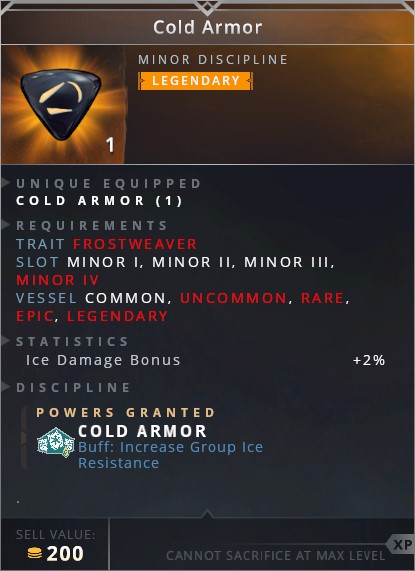 Cold Armor
MINOR DISCIPLINE
LEGENDARY
1
UNIQUE EQUIPPED
COLD ARMOR (1)
REQUIREMENTS
TRAIT FROSTWEAVER
SLOT MINOR I, MINOR II, MINOR III,
MINOR IV
VESSEL COMMON, UNCOMMON, RARE,
EPIC, LEGENDARY
STATISTICS
Ice Damage Bonus +2%
DISCIPLINE
POWERS GRANTED
COLD ARMOR
Buff: Increase Group Ice
Resistance
.
SELL VALUE:
200
CANNOT SACRIFICE AT MAX LEVEL XP